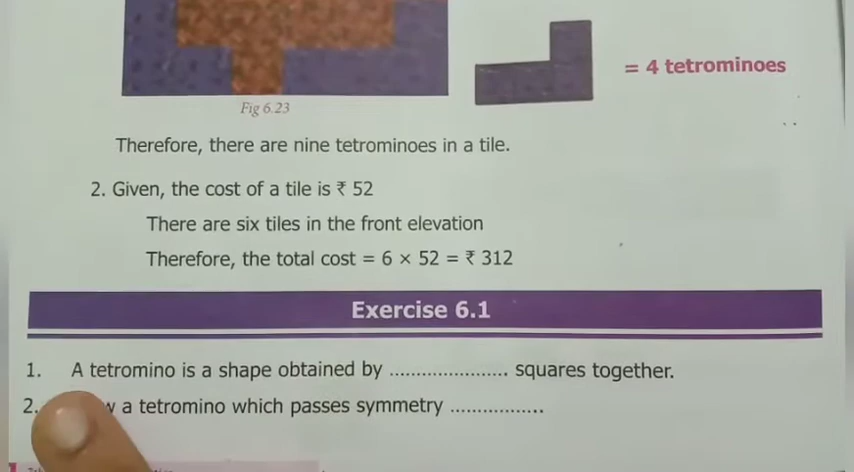 = 4 tetrominoes
Fig 6.23
Therefore, there are nine tetrominoes in a tile.
2. Given, the cost of a tile is ₹ 52
There are six tiles in the front elevation
Therefore, the total cost = 6 × 52 = ₹ 312
Exercise 6.1
1. A tetromino is a shape obtained by .................... squares together.
2. a tetromino which passes symmetry ................